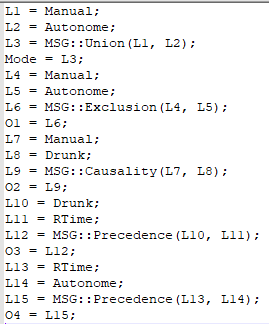 L1 = Manual;
L2 = Autonome;
L3 = MSG::Union(L1, L2);
Mode = L3;
L4 = Manual;
L5 = Autonome;
L6 = MSG::Exclusion(L4, L5);
O1 = L6;
L7 = Manual;
L8 = Drunk;
L9 = MSG::Causality(L7, L8);
O2 = L9;
L10 = Drunk;
L11 = RTime;
L12 = MSG::Precedence(L10, L11);
O3 = L12;
L13 = RTime;
L14 = Autonome;
L15 = MSG::Precedence(L13, L14);
O4 = L15;